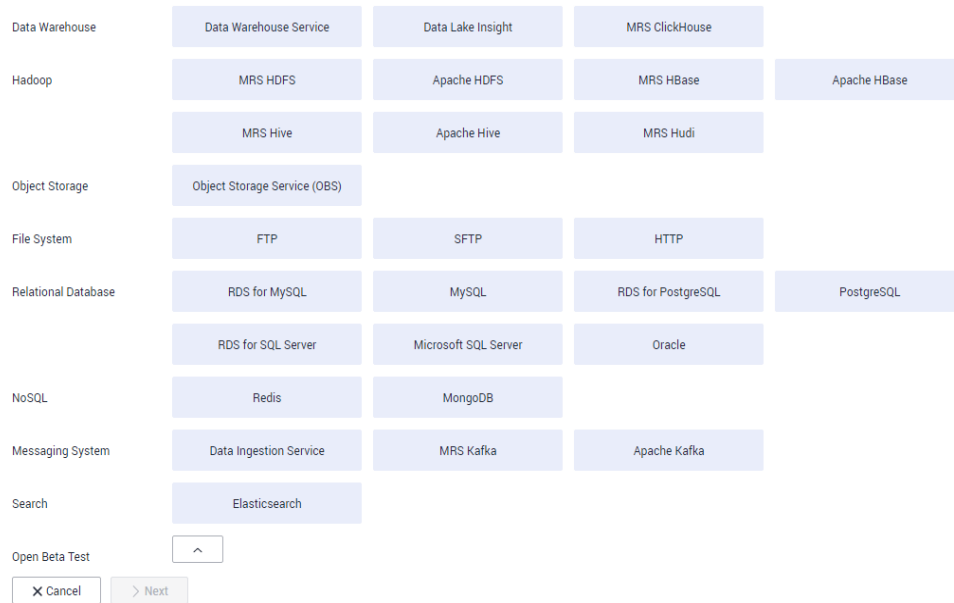 Data Warehouse Data Warehouse Service Data Lake Insight MRS ClickHouse
Hadoop MRS HDFS Apache HDFS MRS HBase Apache HBase
MRS Hive Apache Hive MRS Hudi
Object Storage Object Storage Service (OBS)
File System FTP SFTP HTTP
Relational Database RDS for MySQL MySQL RDS for PostgreSQL PostgreSQL
RDS for SQL Server Microsoft SQL Server Oracle
NoSQL Redis MongoDB
Messaging System Data Ingestion Service MRS Kafka Apache Kafka
Search Elasticsearch
Open Beta Test
Cancel Next